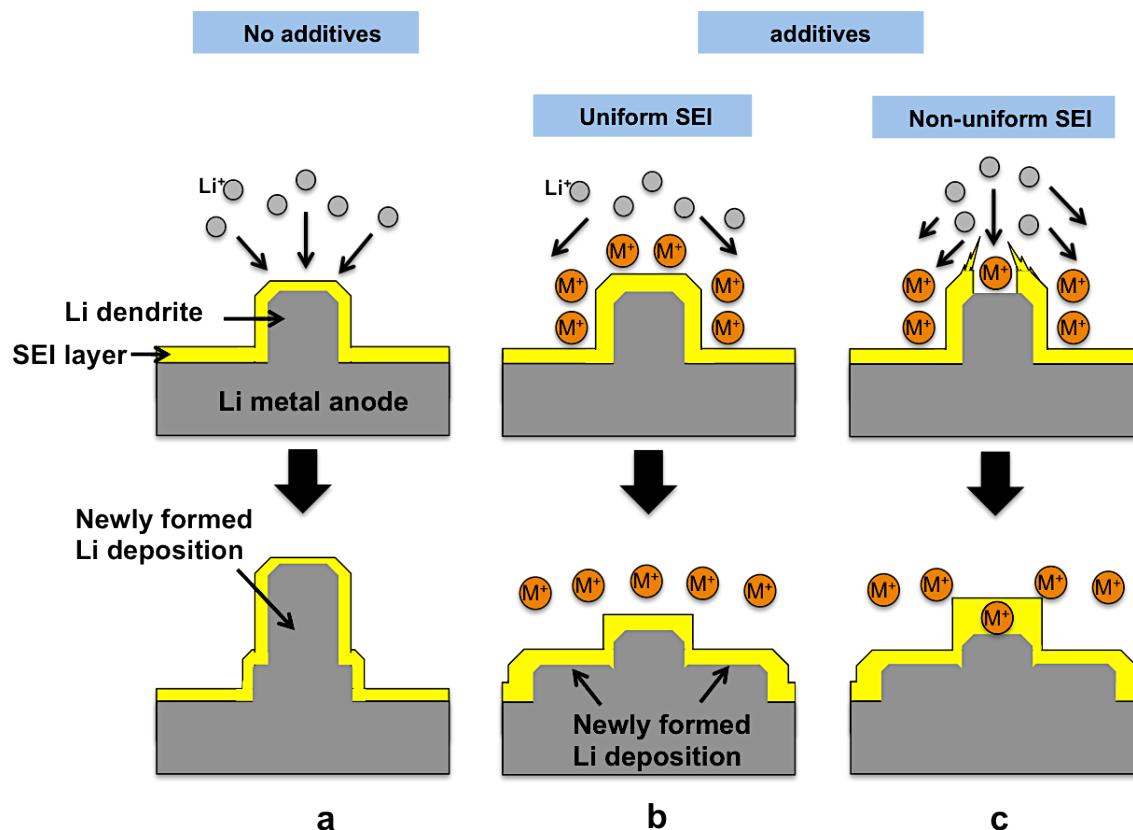 No additives
additives
Uniform SEI
Non-uniform SEI
Li⁺
Li⁺
M⁺ M⁺
M⁺
M⁺ M⁺
M⁺ M⁺
M⁺ M⁺
M⁺ M⁺
Li dendrite
SEI layer
Li metal anode
Newly formed
Li deposition
M⁺ M⁺ M⁺ M⁺ M⁺
M⁺ M⁺ M⁺ M⁺
M⁺
Newly formed
Li deposition
a
b
c